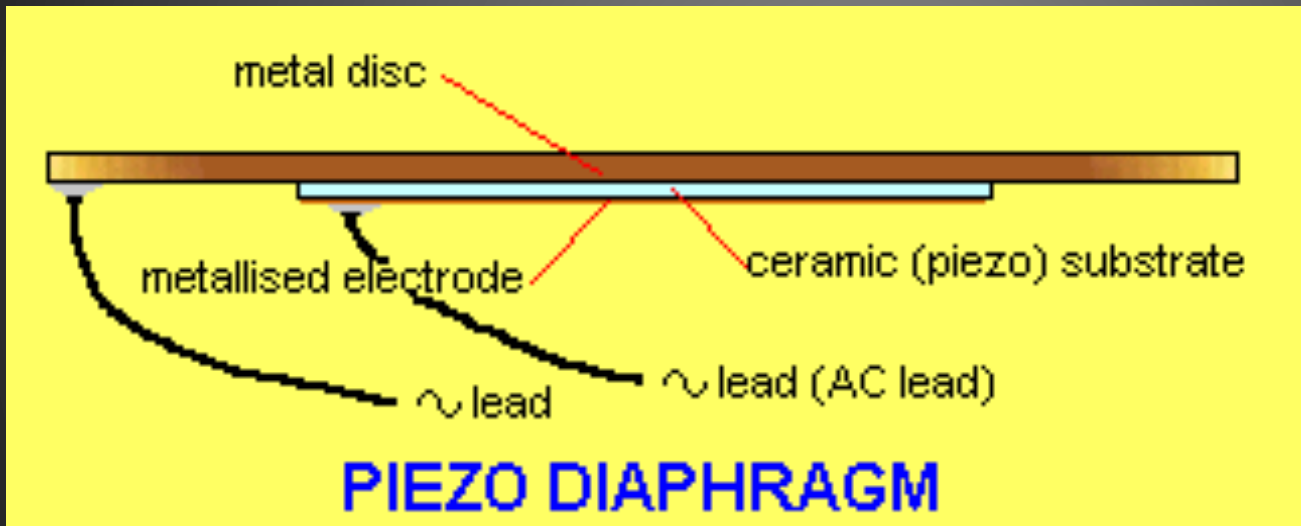 metal disc
metallised electrode
ceramic (piezo) substrate
∿ lead (AC lead)
∿ lead
PIEZO DIAPHRAGM